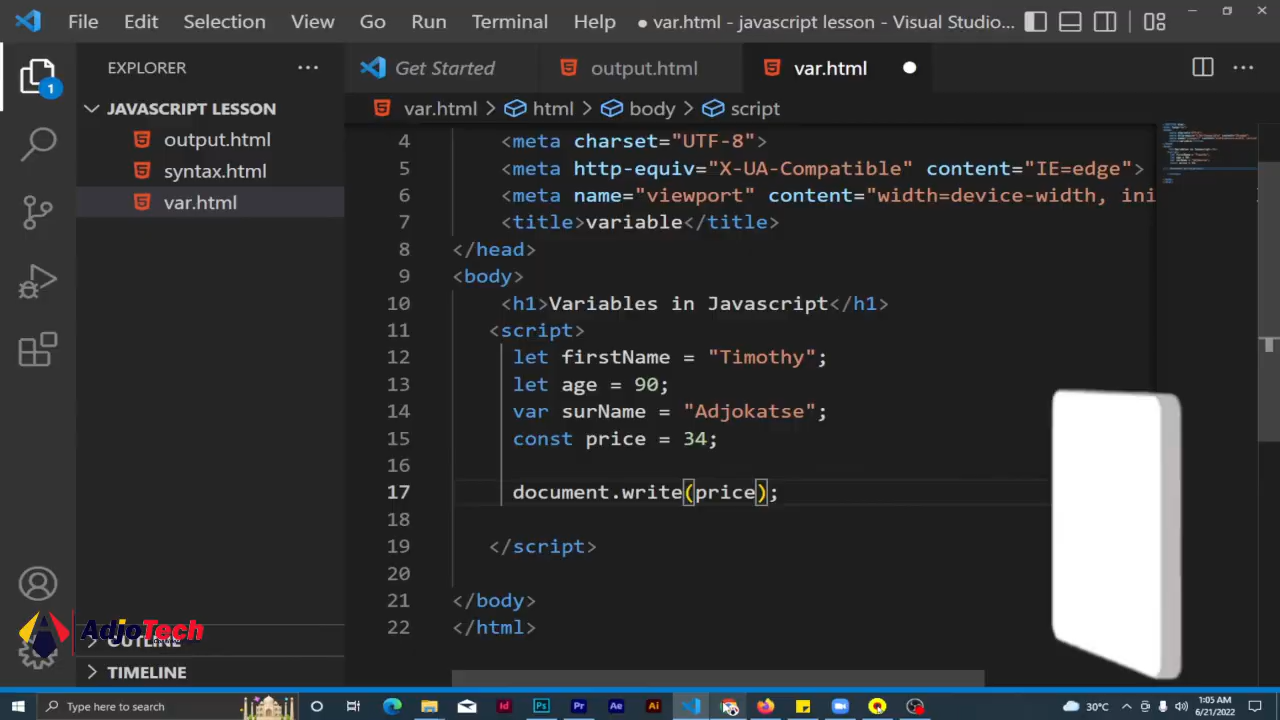 File Edit Selection View Go Run Terminal Help ● var.html - javascript lesson - Visual Studio...
EXPLORER ...
Get Started output.html var.html
JAVASCRIPT LESSON
var.html > html > body > script
output.html
syntax.html
var.html
1
4 <meta charset="UTF-8">
5 <meta http-equiv="X-UA-Compatible" content="IE=edge">
6 <meta name="viewport" content="width=device-width, ini
7 <title>variable</title>
8 </head>
9 <body>
10 <h1>Variables in Javascript</h1>
11 <script>
12 let firstName = "Timothy";
13 let age = 90;
14 var surName = "Adjokatse";
15 const price = 34;
16
17 document.write(price);
18
19 </script>
20
21 </body>
22 </html>
AdjoTech
OUTLINE
TIMELINE
Type here to search
Id Ps Pr Ae Ai
30°C
1:05 AM
6/21/2022